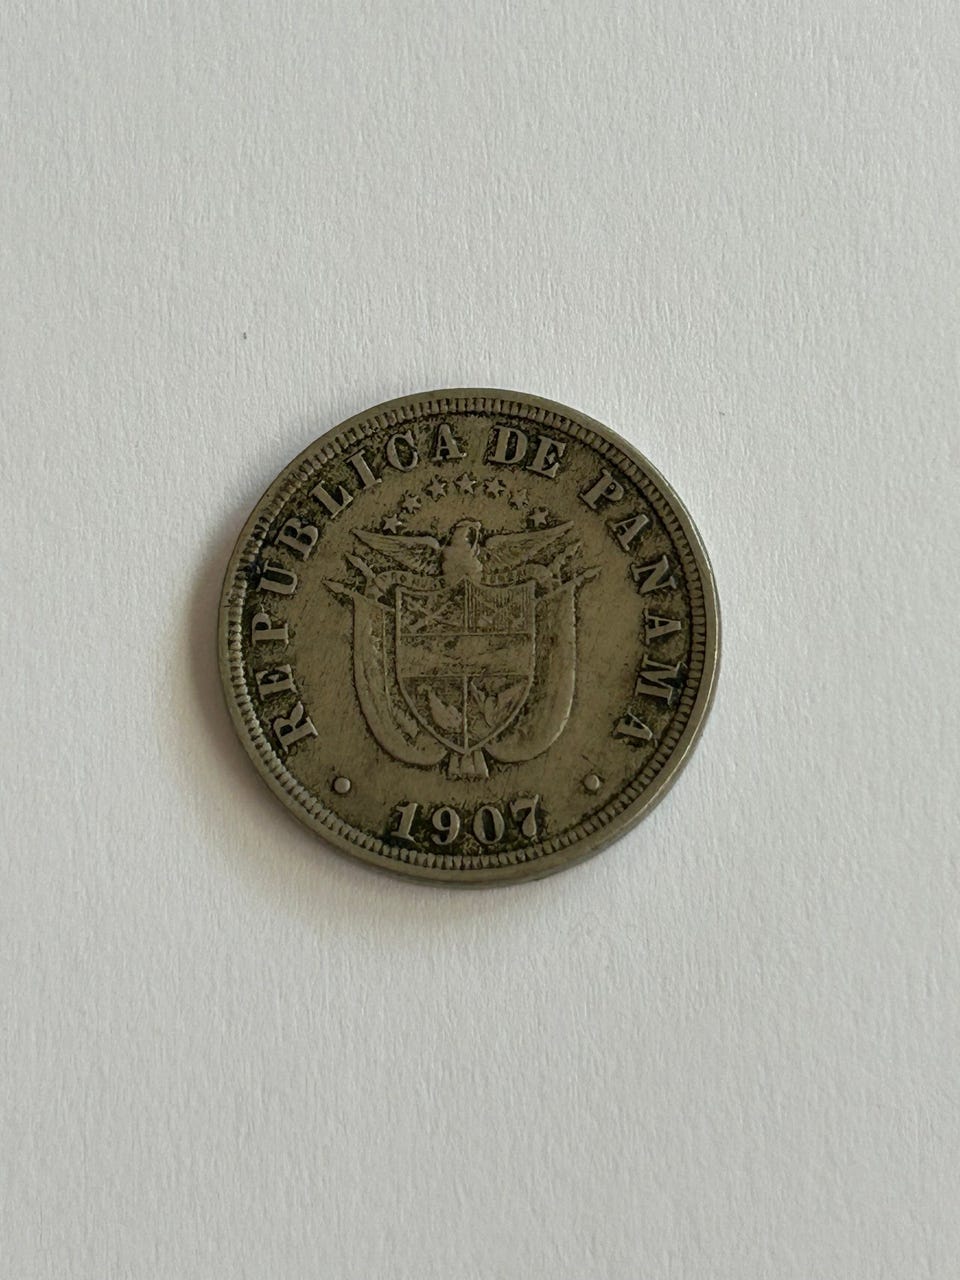 REPUBLICA DE PANAMA
1907